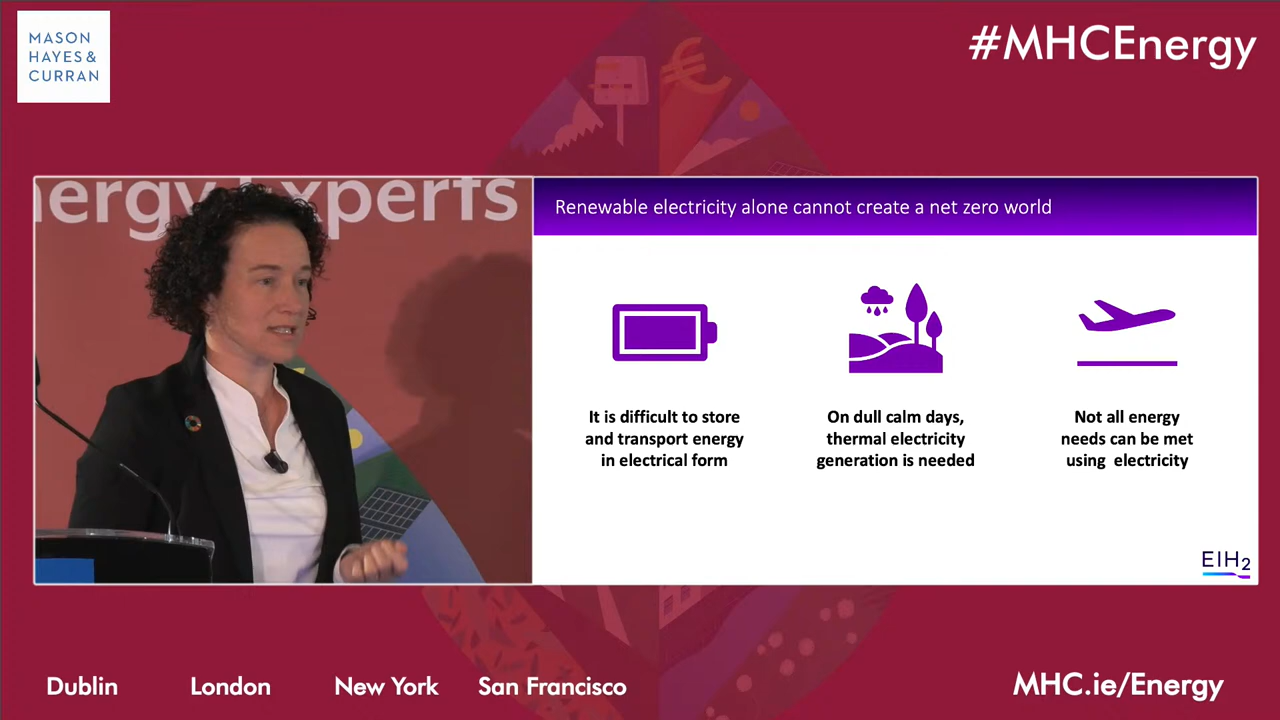 MASON
HAYES &
CURRAN
#MHCEnergy
nergy Experts
Renewable electricity alone cannot create a net zero world
It is difficult to store
and transport energy
in electrical form
On dull calm days,
thermal electricity
generation is needed
Not all energy
needs can be met
using electricity
EIH2
Dublin
London
New York
San Francisco
MHC.ie/Energy